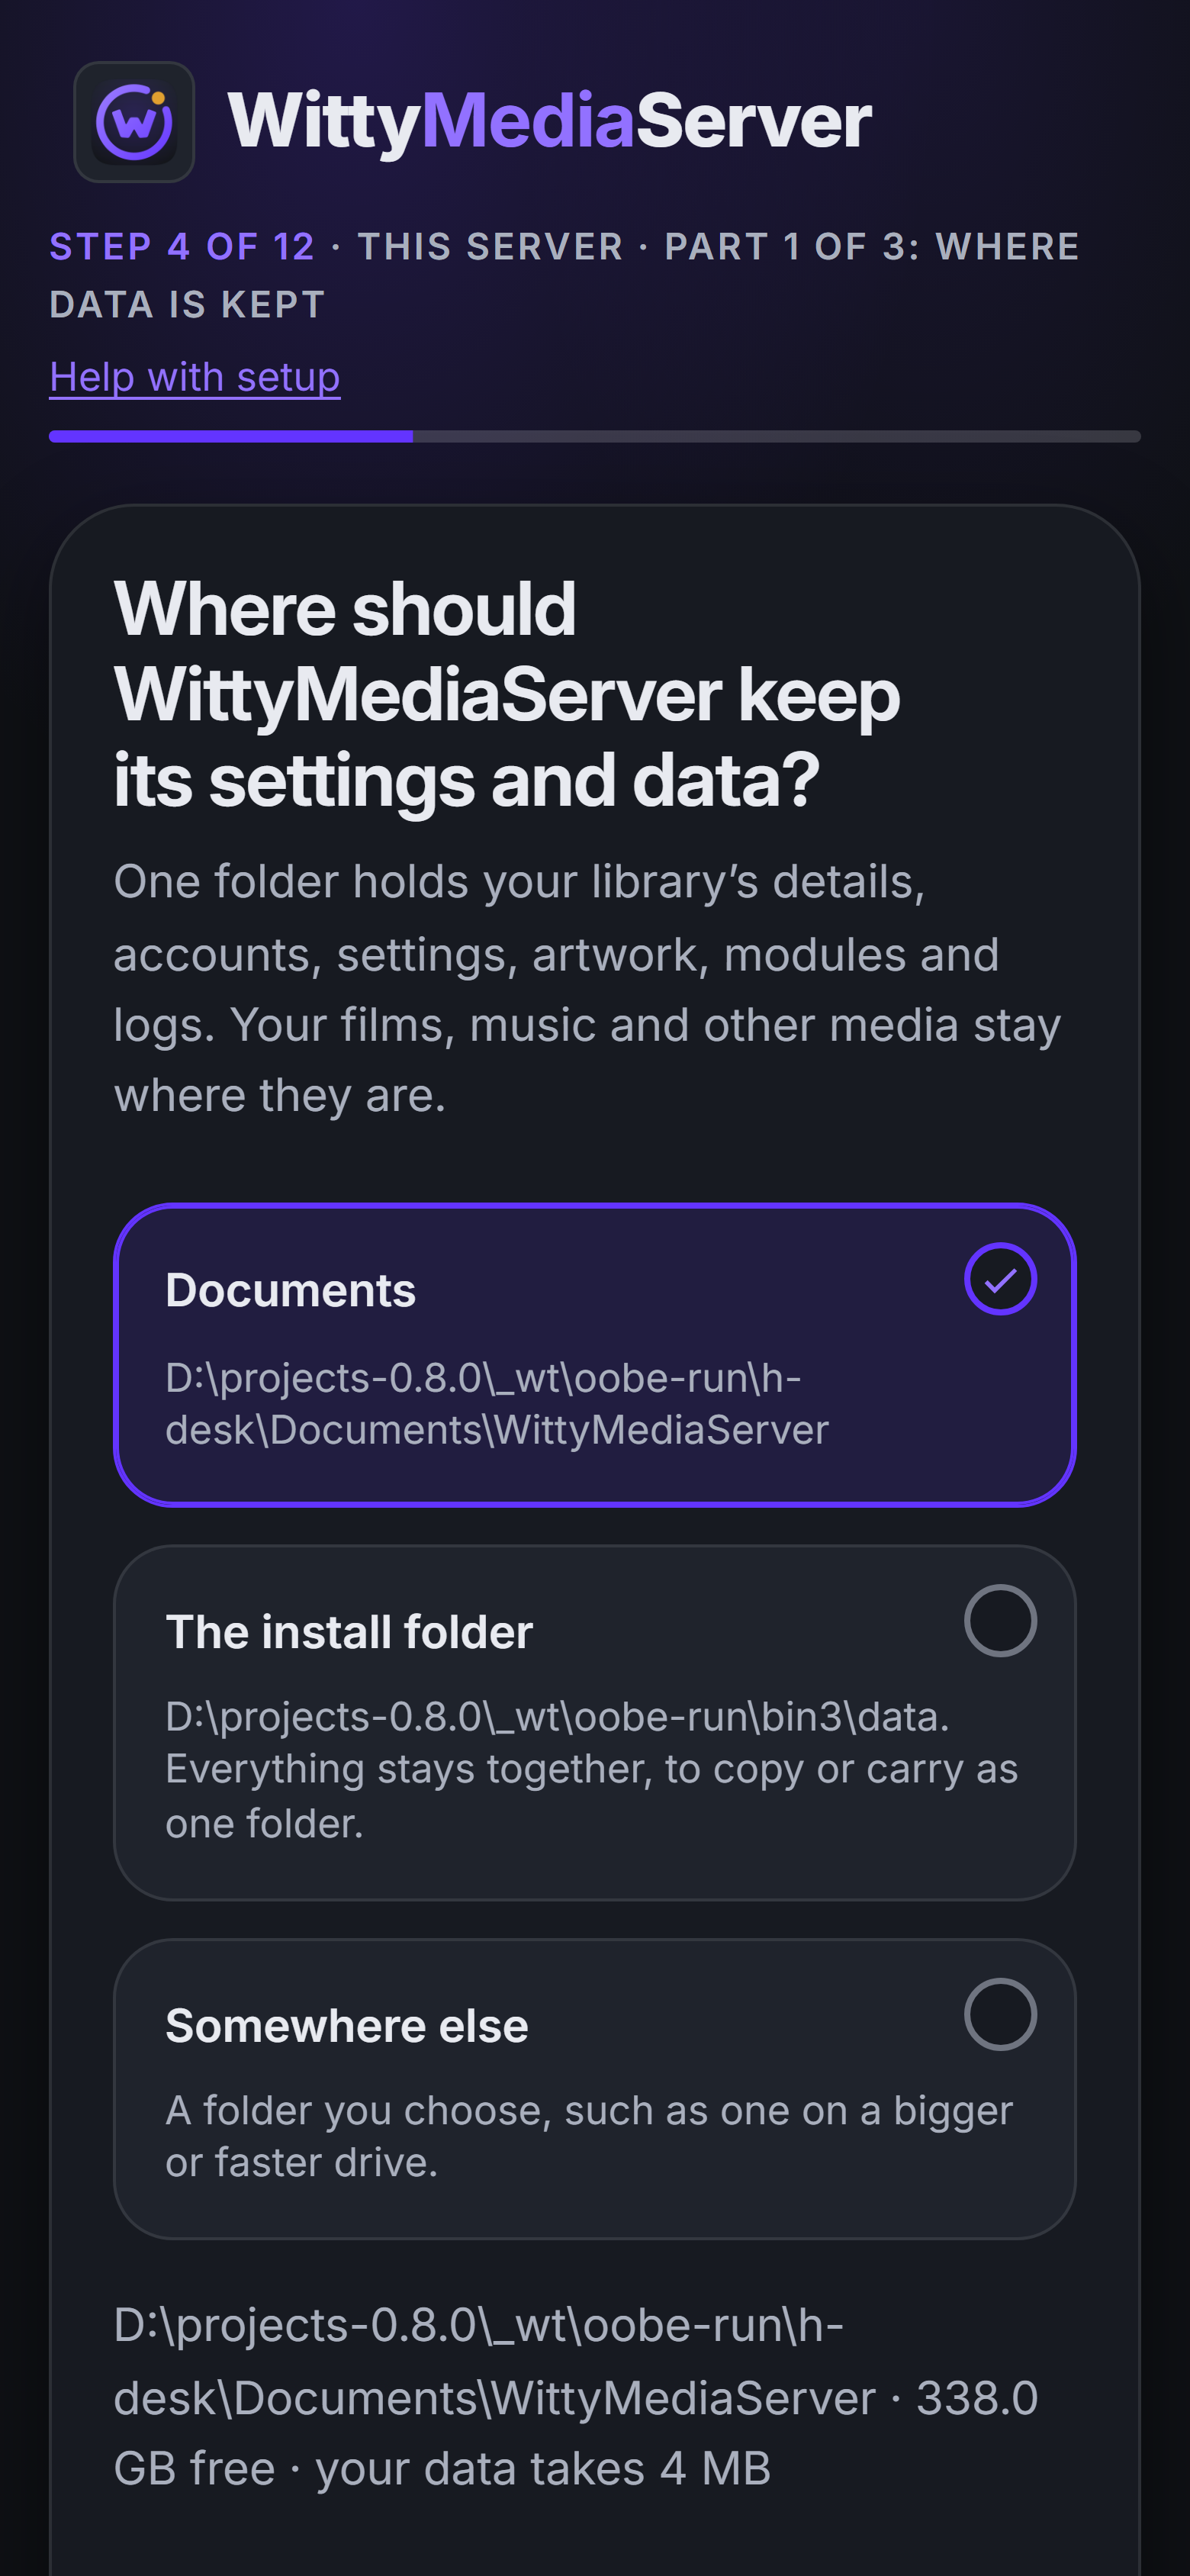 WittyMediaServer
STEP 4 OF 12 · THIS SERVER · PART 1 OF 3: WHERE
DATA IS KEPT
Help with setup
Where should
WittyMediaServer keep
its settings and data?
One folder holds your library’s details,
accounts, settings, artwork, modules and
logs. Your films, music and other media stay
where they are.
Documents
D:\projects-0.8.0\_wt\oobe-run\h-
desk\Documents\WittyMediaServer
The install folder
D:\projects-0.8.0\_wt\oobe-run\bin3\data.
Everything stays together, to copy or carry as
one folder.
Somewhere else
A folder you choose, such as one on a bigger
or faster drive.
D:\projects-0.8.0\_wt\oobe-run\h-
desk\Documents\WittyMediaServer · 338.0
GB free · your data takes 4 MB